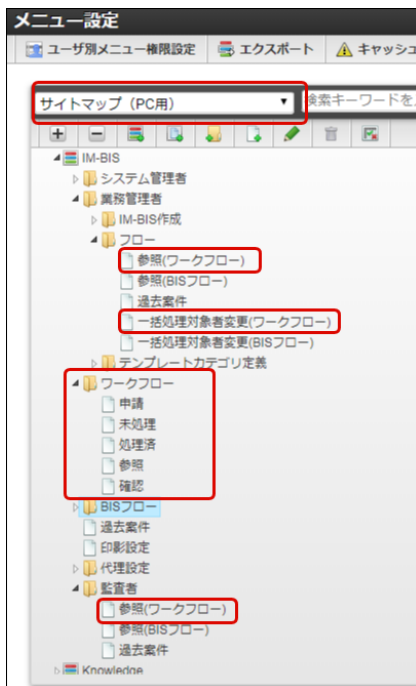 メニュー設定
ユーザ別メニュー権限設定 エクスポート キャッシュ
サイトマップ（PC用） 検索キーワードを
IM-BIS
システム管理者
業務管理者
IM-BIS作成
フロー
参照(ワークフロー)
参照(BISフロー)
過去案件
一括処理対象者変更(ワークフロー)
一括処理対象者変更(BISフロー)
テンプレートカテゴリ定義
ワークフロー
申請
未処理
処理済
参照
確認
BISフロー
過去案件
印影設定
代理設定
監査者
参照(ワークフロー)
参照(BISフロー)
過去案件
Knowledge